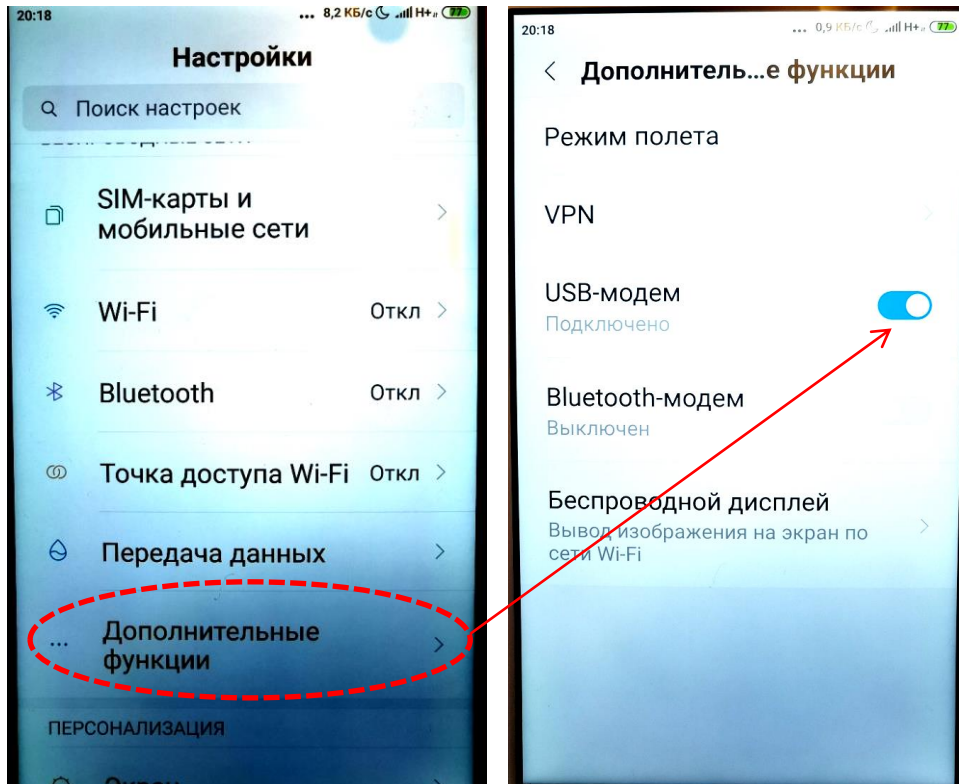 20:18
... 8,2 КБ/с H+ 77
Настройки
Поиск настроек
SIM-карты и
мобильные сети
Wi-Fi Откл
Bluetooth Откл
Точка доступа Wi-Fi Откл
Передача данных
Дополнительные
функции
ПЕРСОНАЛИЗАЦИЯ
20:18
... 0,9 КБ/с H+ 77
Дополнитель...е функции
Режим полета
VPN
USB-модем
Подключено
Bluetooth-модем
Выключен
Беспроводной дисплей
Вывод изображения на экран по
сети Wi-Fi